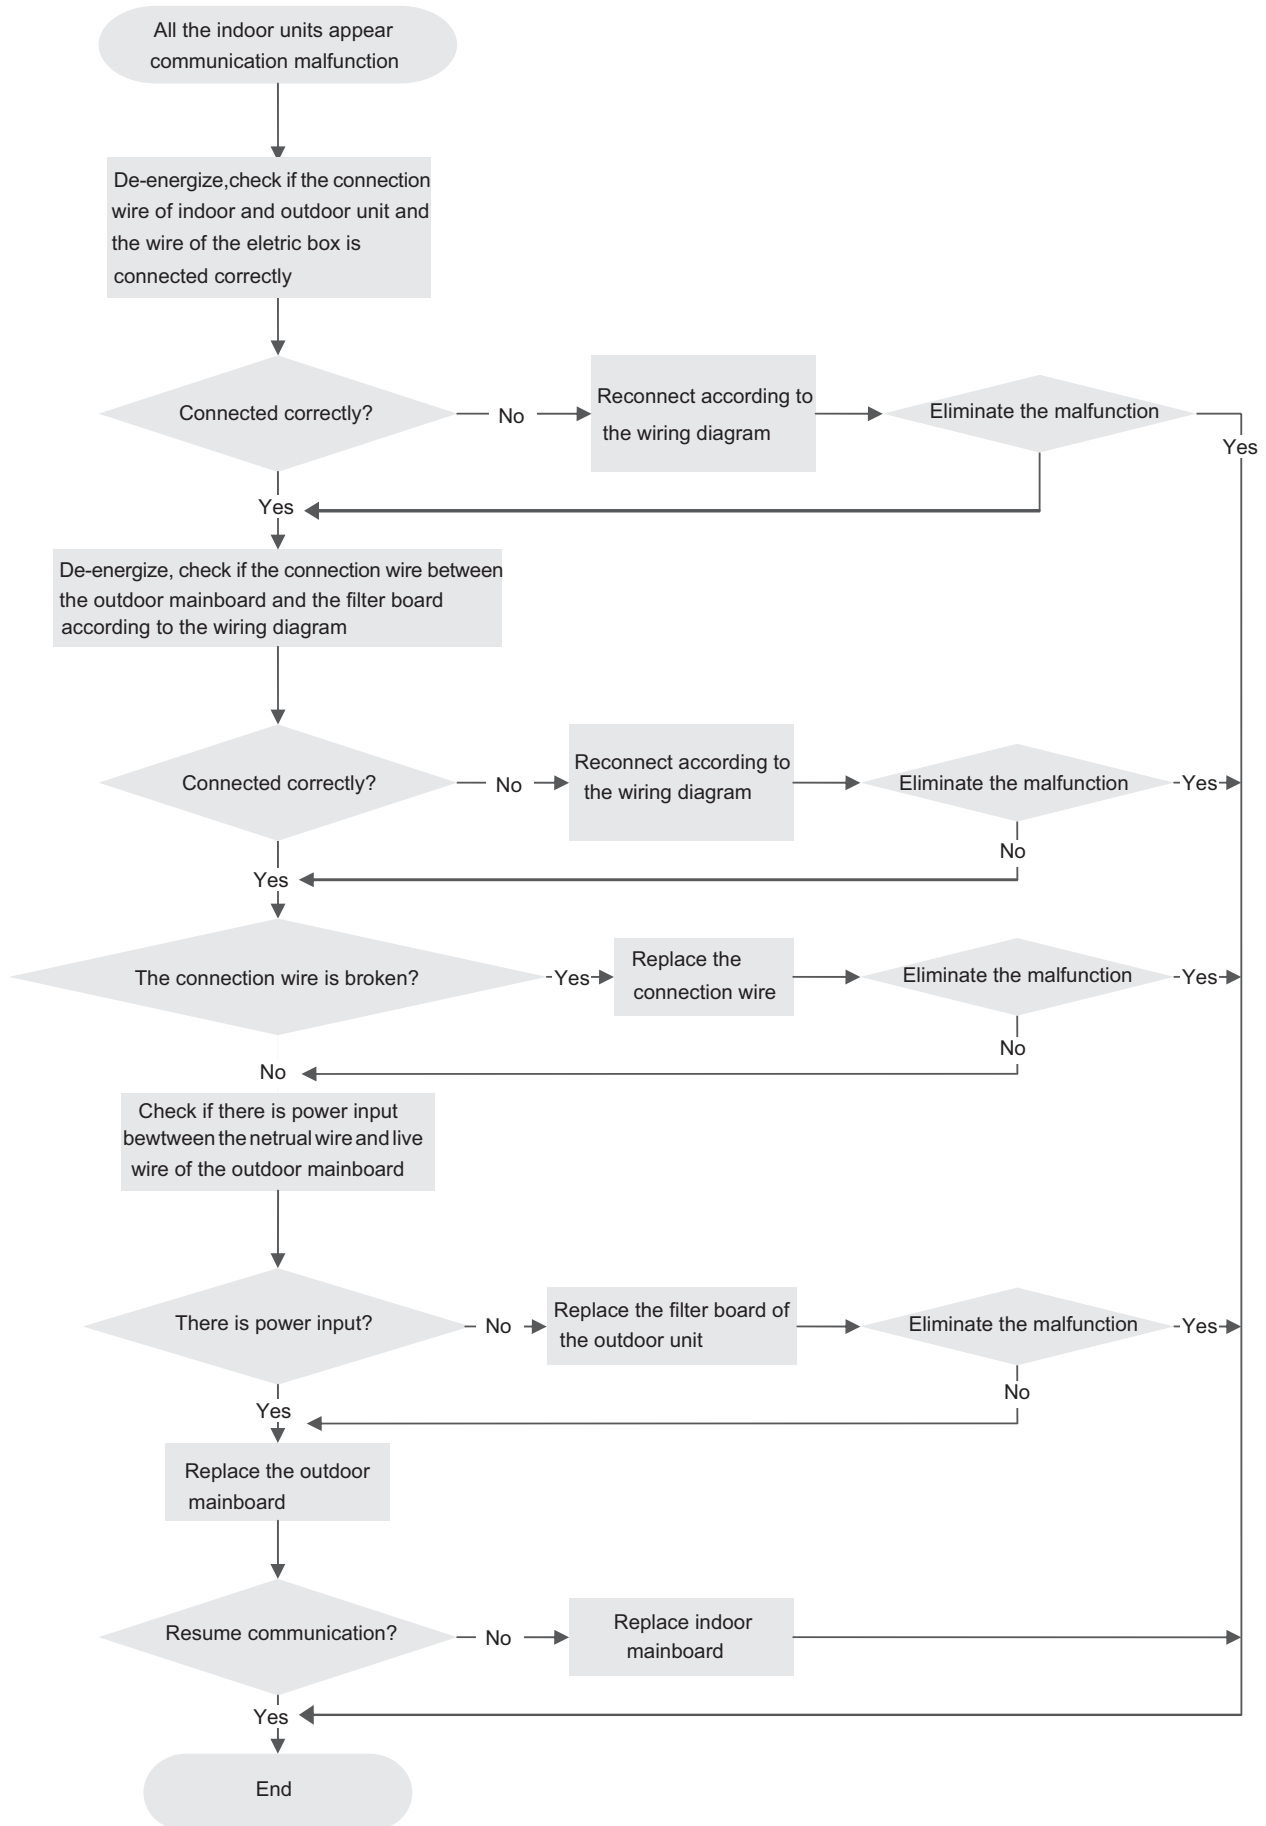 All the indoor units appear
communication malfunction
De-energize,check if the connection
wire of indoor and outdoor unit and
the wire of the eletric box is
connected correctly
Connected correctly?
No
Reconnect according to
the wiring diagram
Eliminate the malfunction
Yes
Yes
De-energize, check if the connection wire between
the outdoor mainboard and the filter board
according to the wiring diagram
Connected correctly?
No
Reconnect according to
the wiring diagram
Eliminate the malfunction
Yes
No
Yes
The connection wire is broken?
Yes
Replace the
connection wire
Eliminate the malfunction
Yes
No
No
Check if there is power input
bewtween the netrual wire and live
wire of the outdoor mainboard
There is power input?
No
Replace the filter board of
the outdoor unit
Eliminate the malfunction
Yes
No
Yes
Replace the outdoor
mainboard
Resume communication?
No
Replace indoor
mainboard
Yes
End